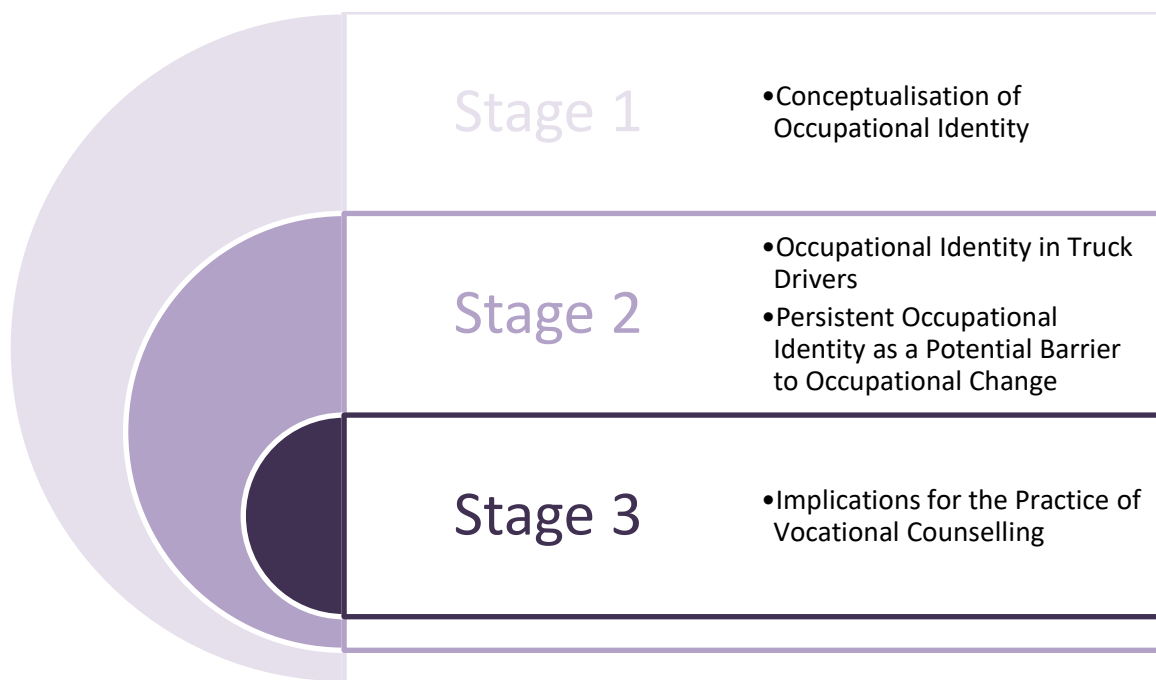 Stage 1
•Conceptualisation of
Occupational Identity
Stage 2
•Occupational Identity in Truck
Drivers
•Persistent Occupational
Identity as a Potential Barrier
to Occupational Change
Stage 3
•Implications for the Practice of
Vocational Counselling